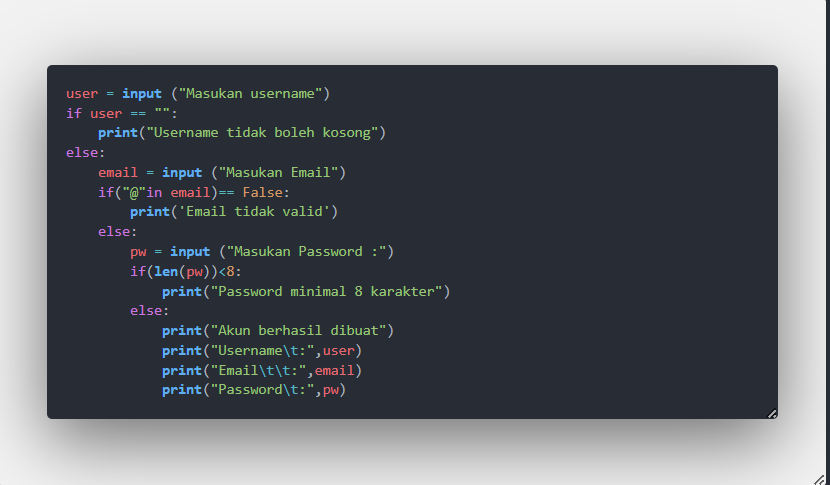 user = input ("Masukan username")
if user == "":
    print("Username tidak boleh kosong")
else:
    email = input ("Masukan Email")
    if("@"in email)== False:
        print('Email tidak valid')
    else:
        pw = input ("Masukan Password :")
        if(len(pw))<8:
            print("Password minimal 8 karakter")
        else:
            print("Akun berhasil dibuat")
            print("Username\t:",user)
            print("Email\t\t:",email)
            print("Password\t:",pw)